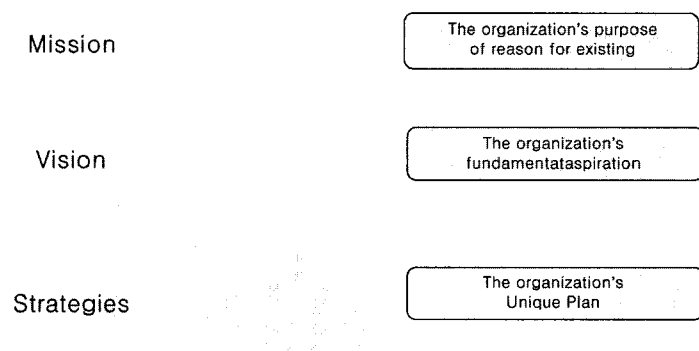 Mission
The organization's purpose
of reason for existing
Vision
The organization's
fundamentataspiration
Strategies
The organization's
Unique Plan